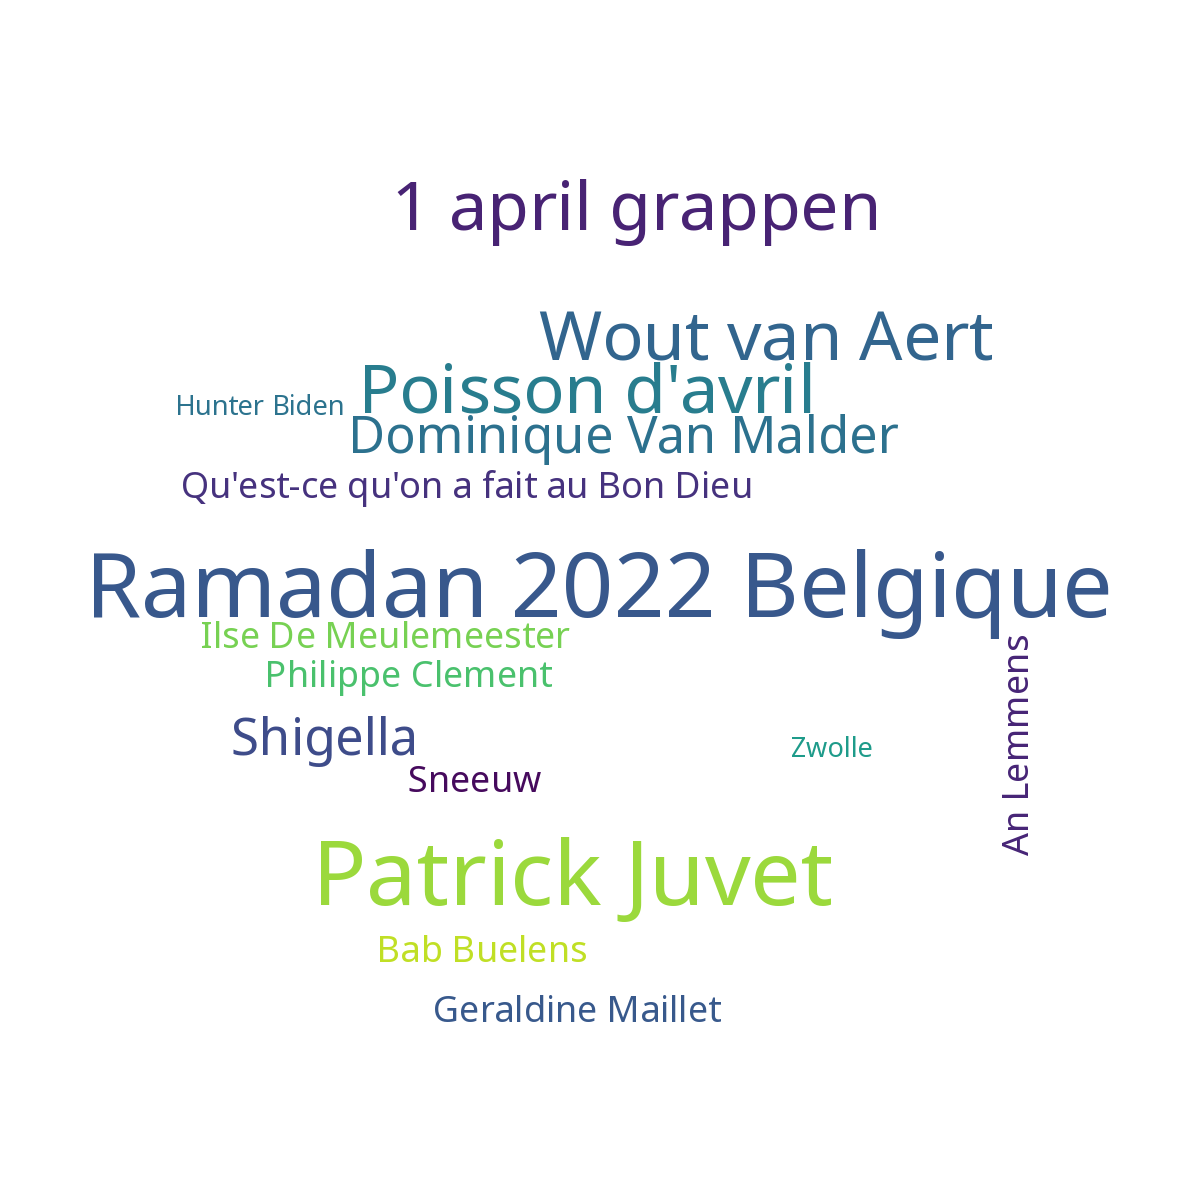 1 april grappen
Wout van Aert
Poisson d'avril
Hunter Biden
Dominique Van Malder
Qu'est-ce qu'on a fait au Bon Dieu
Ramadan 2022 Belgique
Ilse De Meulemeester
Philippe Clement
An Lemmens
Shigella
Zwolle
Sneeuw
Patrick Juvet
Bab Buelens
Geraldine Maillet